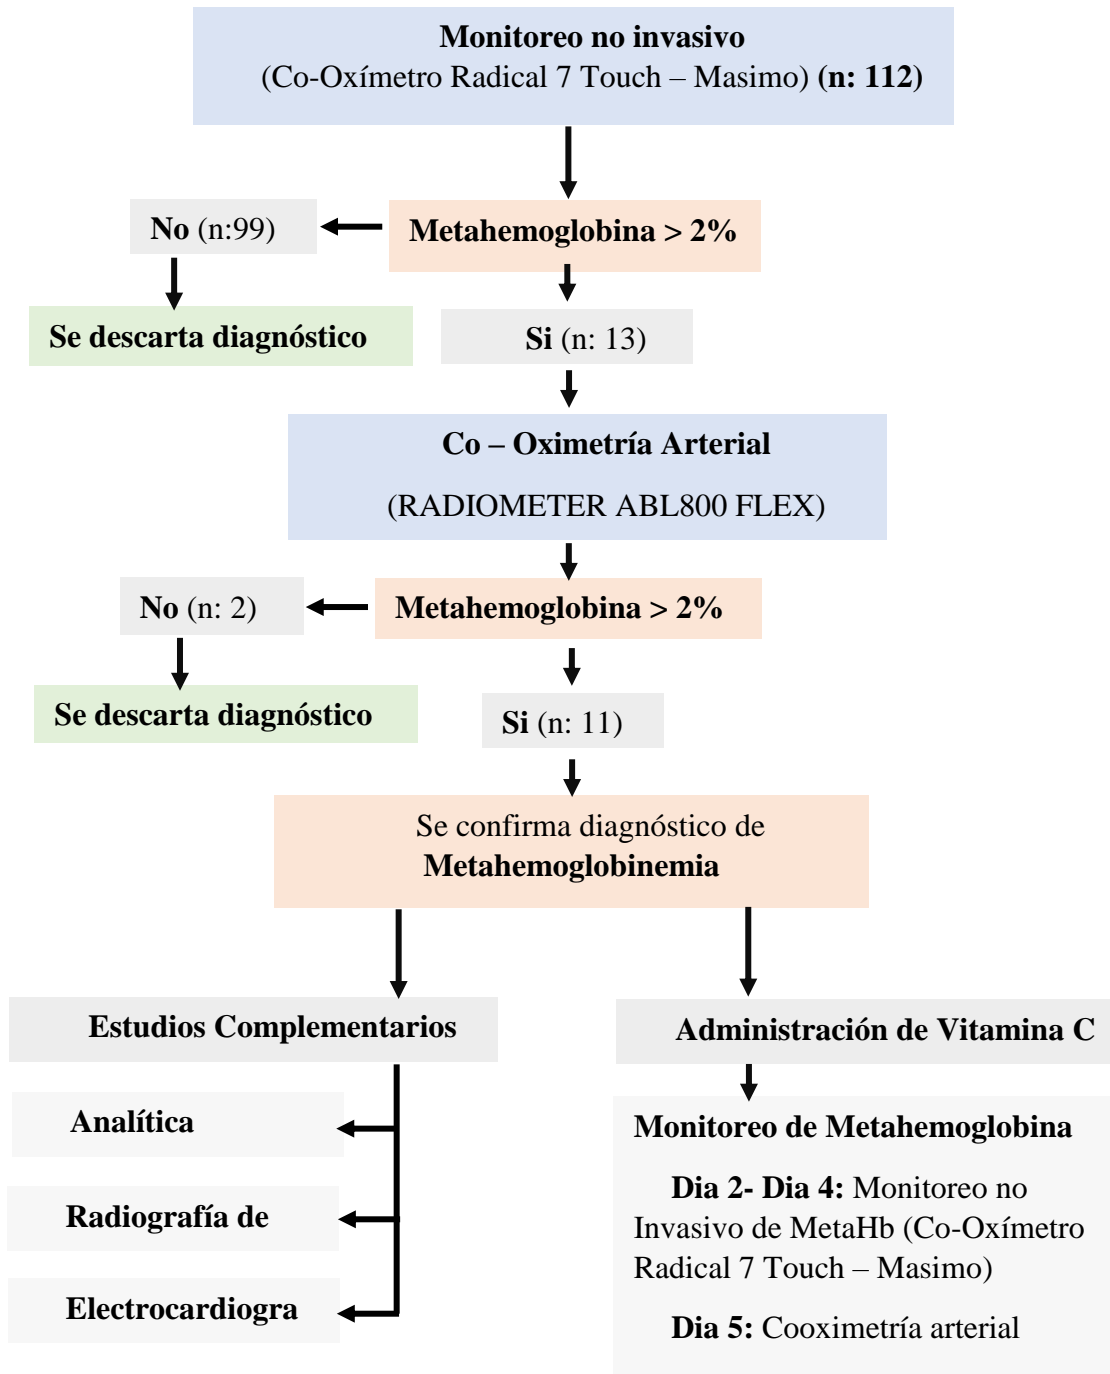 Monitoreo no invasivo
(Co-Oxímetro Radical 7 Touch – Masimo) (n: 112)
No (n:99)
Metahemoglobina > 2%
Se descarta diagnóstico
Si (n: 13)
Co – Oximetría Arterial
(RADIOMETER ABL800 FLEX)
No (n: 2)
Metahemoglobina > 2%
Se descarta diagnóstico
Si (n: 11)
Se confirma diagnóstico de
Metahemoglobinemia
Estudios Complementarios
Analítica
Radiografía de
Electrocardiogra
Administración de Vitamina C
Monitoreo de Metahemoglobina
Dia 2- Dia 4: Monitoreo no
Invasivo de MetaHb (Co-Oxímetro
Radical 7 Touch – Masimo)
Dia 5: Cooximetría arterial